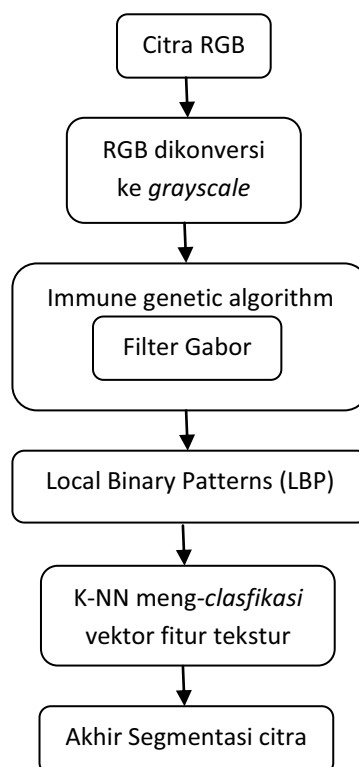 Citra RGB
RGB dikonversi
ke grayscale
Immune genetic algorithm
Filter Gabor
Local Binary Patterns (LBP)
K-NN meng-clasfikasi
vektor fitur tekstur
Akhir Segmentasi citra